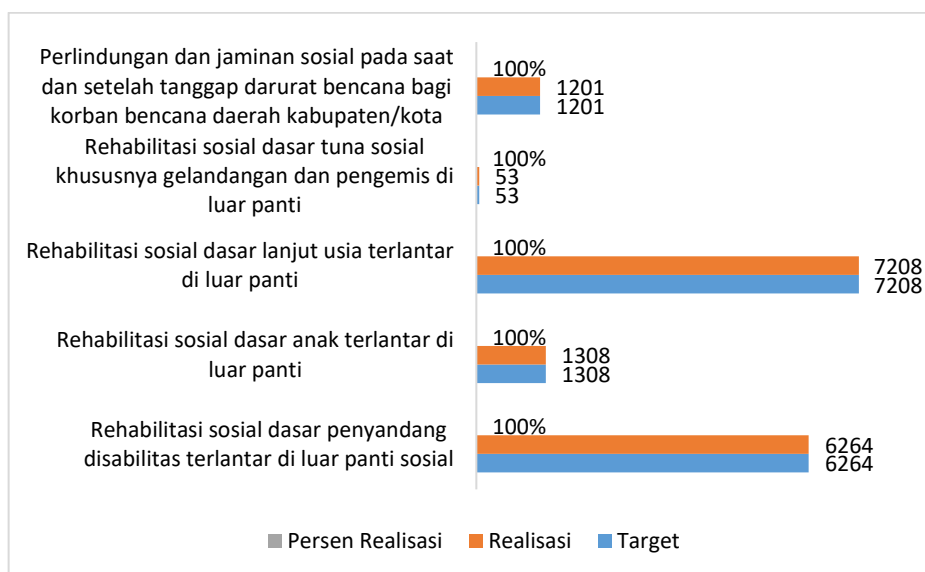 Perlindungan dan jaminan sosial pada saat
dan setelah tanggap darurat bencana bagi
korban bencana daerah kabupaten/kota
100%
1201
1201
Rehabilitasi sosial dasar tuna sosial
khususnya gelandangan dan pengemis di
luar panti
100%
53
53
Rehabilitasi sosial dasar lanjut usia terlantar
di luar panti
100%
7208
7208
Rehabilitasi sosial dasar anak terlantar di
luar panti
100%
1308
1308
Rehabilitasi sosial dasar penyandang
disabilitas terlantar di luar panti sosial
100%
6264
6264
Persen Realisasi Realisasi Target